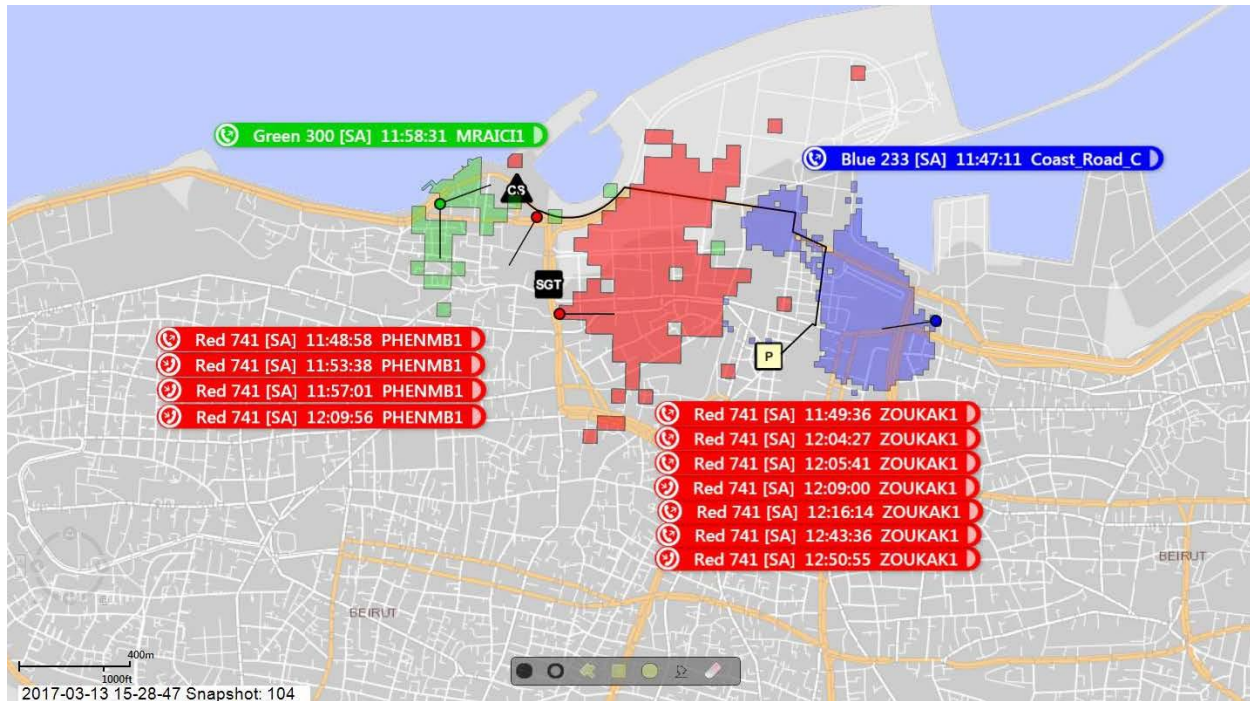 Green 300 [SA] 11:58:31 MRAICI1
Blue 233 [SA] 11:47:11 Coast_Road_C
CS
SGT
P
Red 741 [SA] 11:48:58 PHENMB1
Red 741 [SA] 11:53:38 PHENMB1
Red 741 [SA] 11:57:01 PHENMB1
Red 741 [SA] 12:09:56 PHENMB1
Red 741 [SA] 11:49:36 ZOUKAK1
Red 741 [SA] 12:04:27 ZOUKAK1
Red 741 [SA] 12:05:41 ZOUKAK1
Red 741 [SA] 12:09:00 ZOUKAK1
Red 741 [SA] 12:16:14 ZOUKAK1
Red 741 [SA] 12:43:36 ZOUKAK1
Red 741 [SA] 12:50:55 ZOUKAK1
BEIRUT
BEIRUT
400m
1000ft
2017-03-13 15-28-47 Snapshot: 104